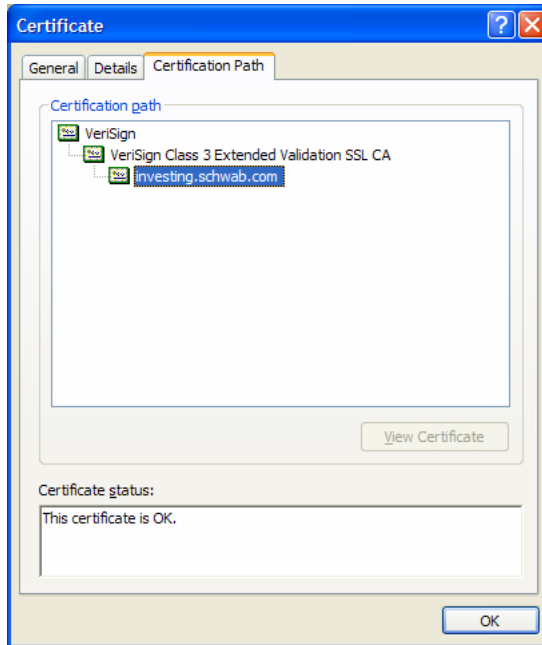 Certificate
General Details Certification Path
Certification path
VeriSign
VeriSign Class 3 Extended Validation SSL CA
investing.schwab.com
View Certificate
Certificate status:
This certificate is OK.
OK